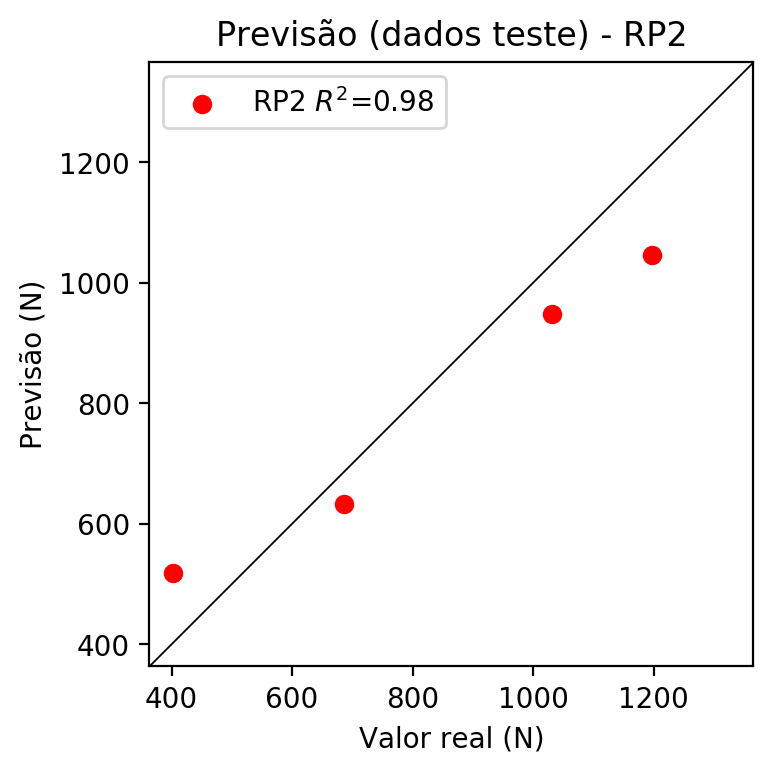 Previsão (dados teste) - RP2
RP2 R²=0.98
1200
1000
800
600
400
Previsão (N)
400 600 800 1000 1200
Valor real (N)